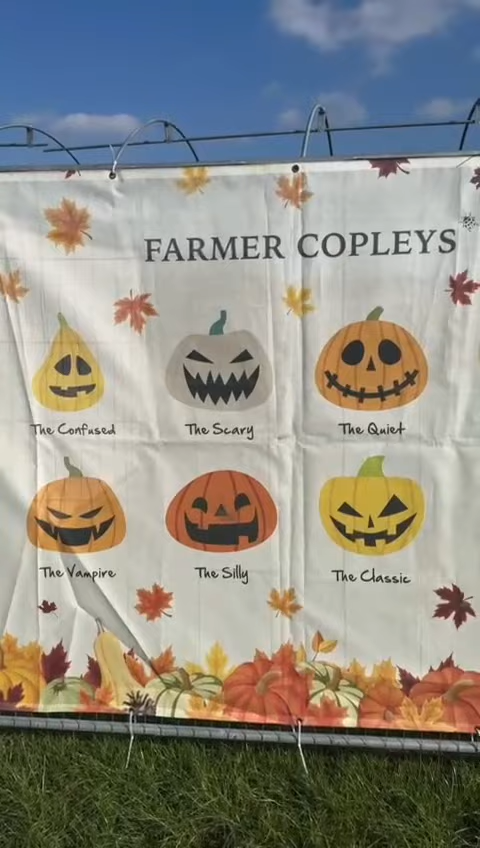 FARMER COPLEYS
The Confused The Scary The Quiet
The Vampire The Silly The Classic